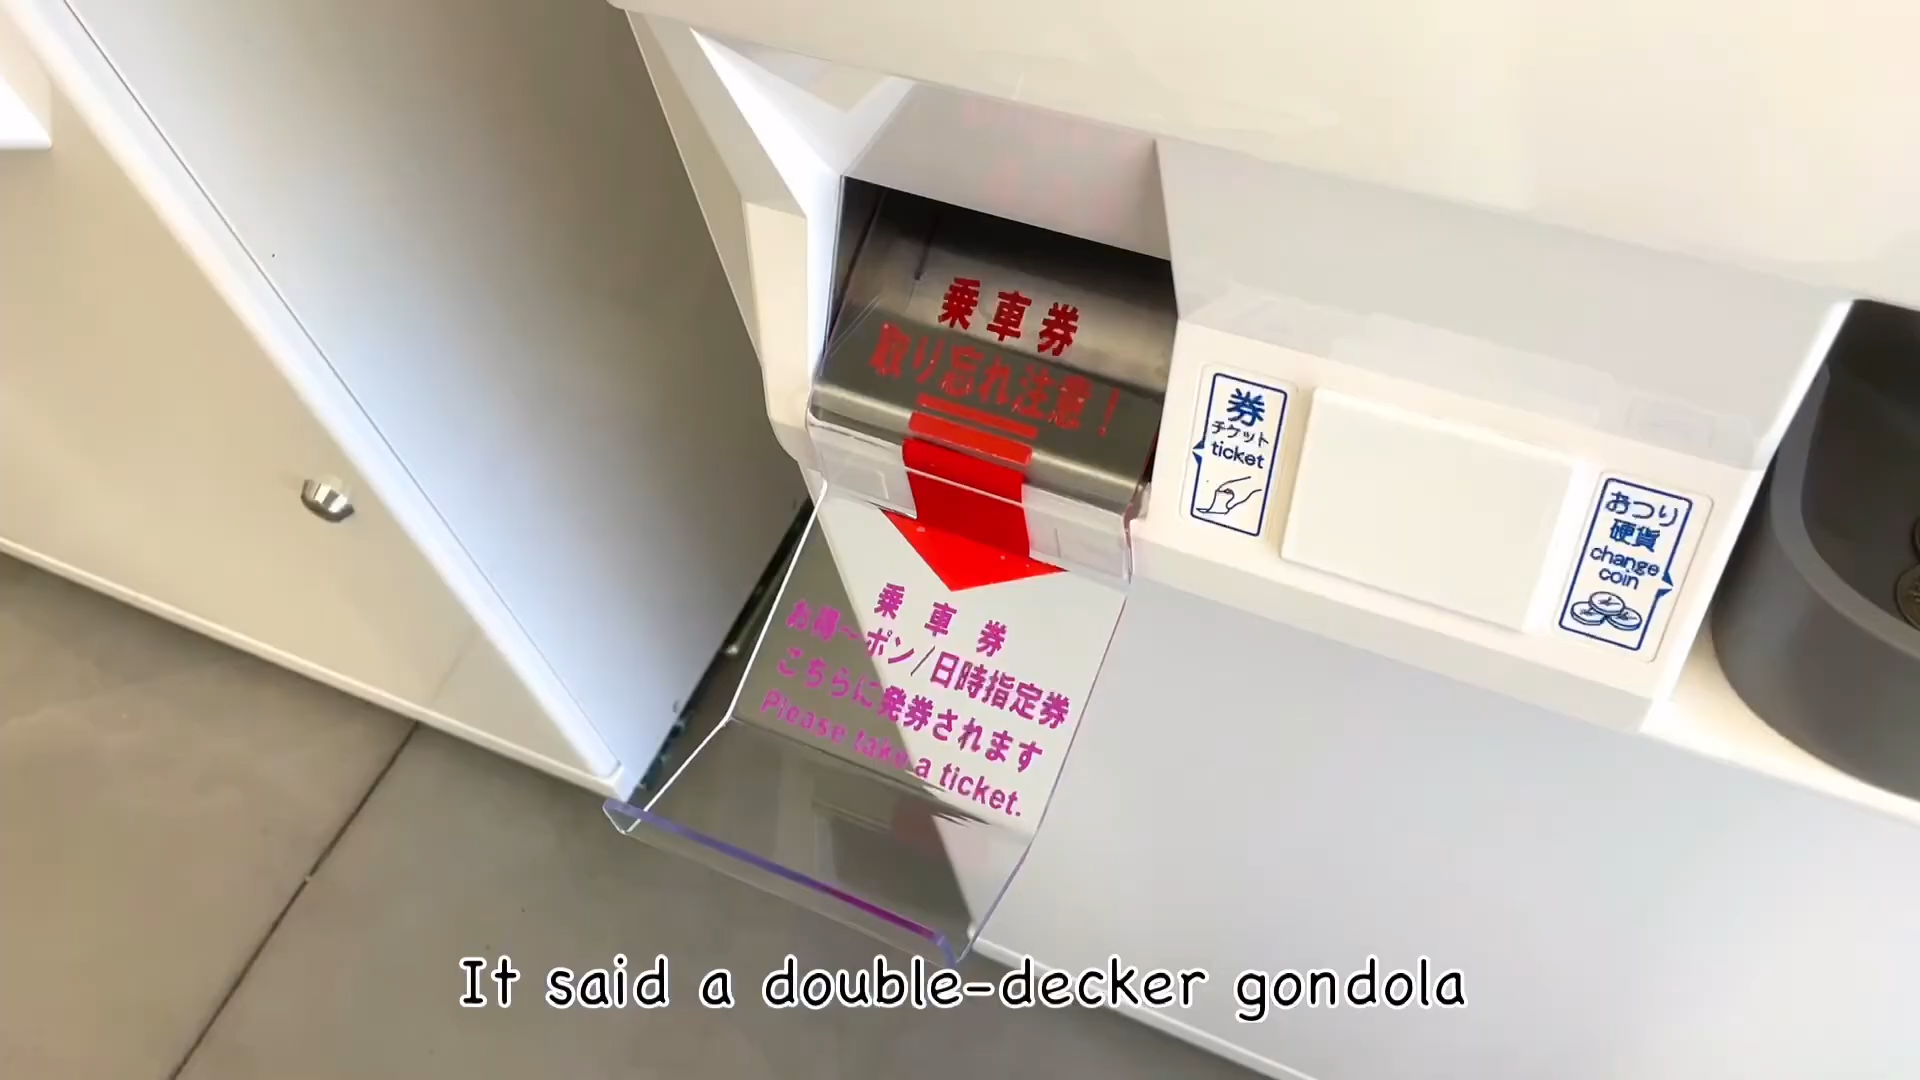 乗車券
取り忘れ注意！
券
チケット
ticket
おつり
硬貨
change
coin
乗車券
お得～ポン/日時指定券
こちらに発券されます
Please take a ticket.
It said a double-decker gondola